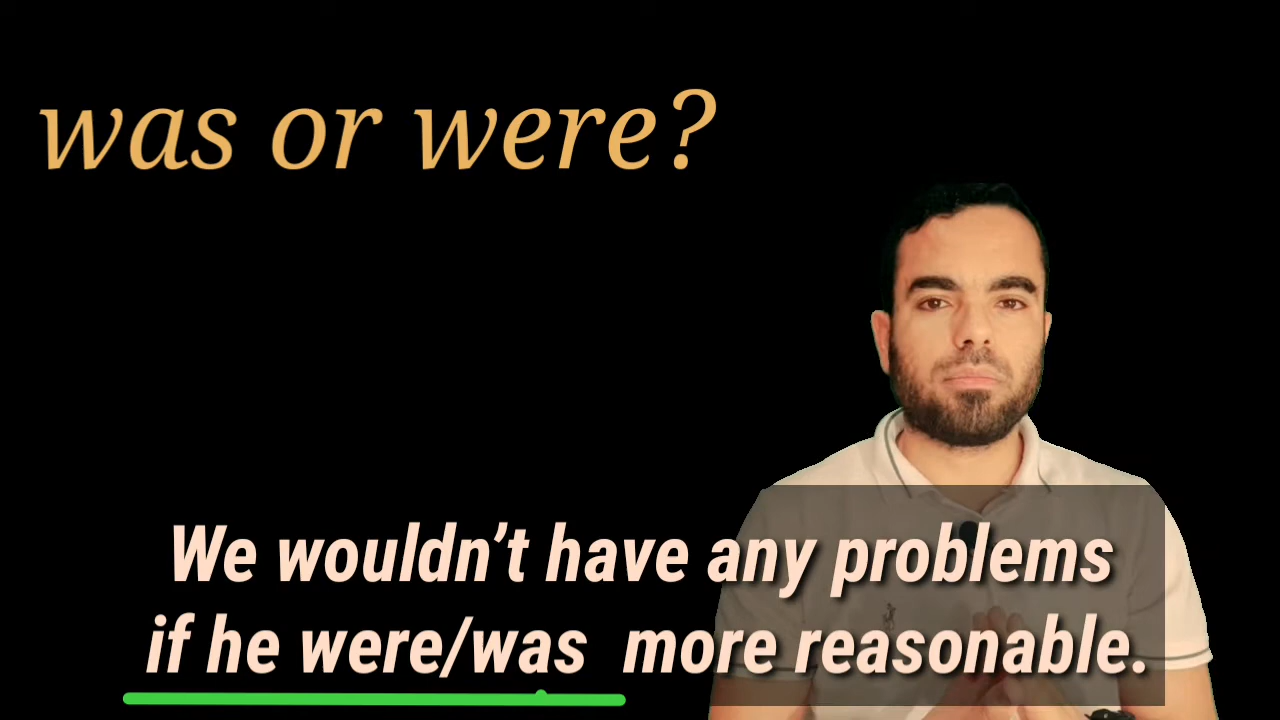 was or were?
We wouldn’t have any problems
if he were/was more reasonable.